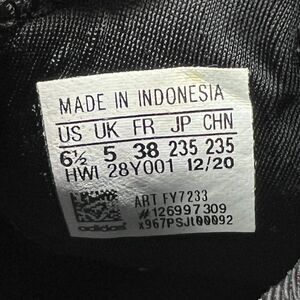 MADE IN INDONESIA
US UK FR JP CHN
6½ 5 38 235 235
HWI 28Y001 12/20
ART FY7233
#126997309
x967PSJt00092
adidas